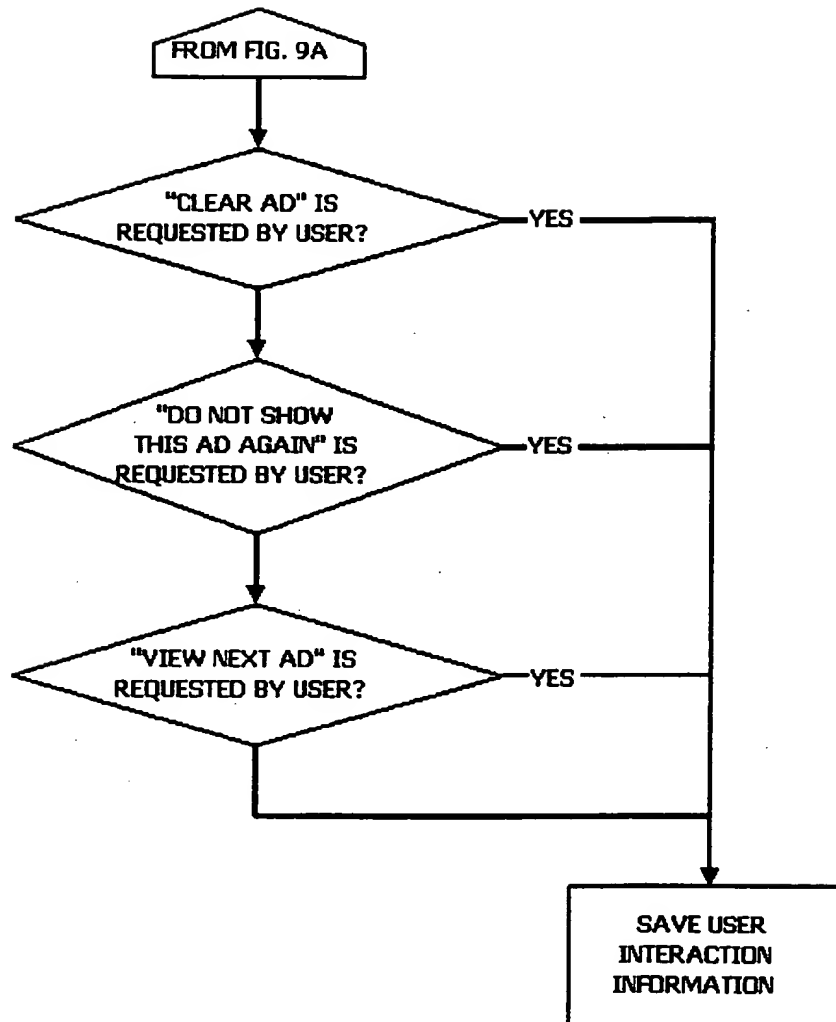 FROM FIG. 9A
"CLEAR AD" IS
REQUESTED BY USER?
YES
"DO NOT SHOW
THIS AD AGAIN" IS
REQUESTED BY USER?
YES
"VIEW NEXT AD" IS
REQUESTED BY USER?
YES
SAVE USER
INTERACTION
INFORMATION